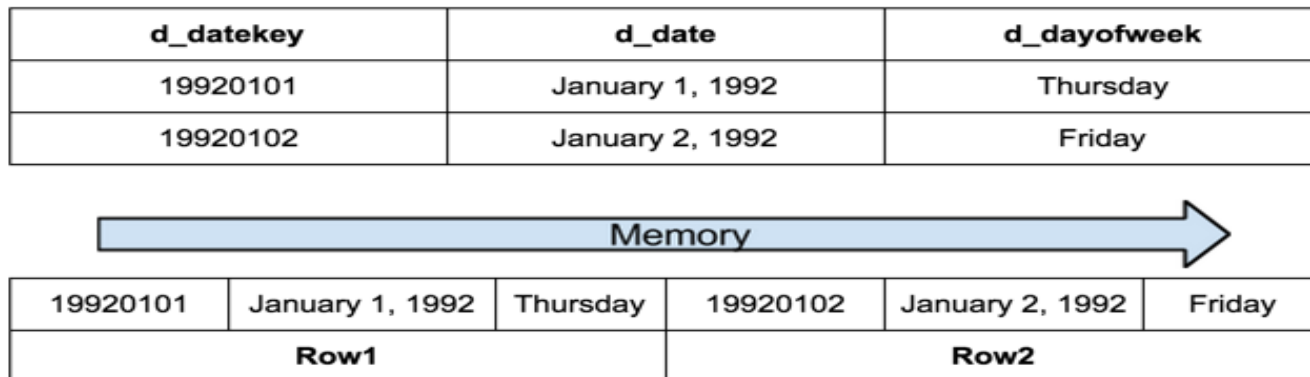 d_datekey d_date d_dayofweek
19920101 January 1, 1992 Thursday
19920102 January 2, 1992 Friday
Memory
19920101 January 1, 1992 Thursday 19920102 January 2, 1992 Friday
Row1 Row2